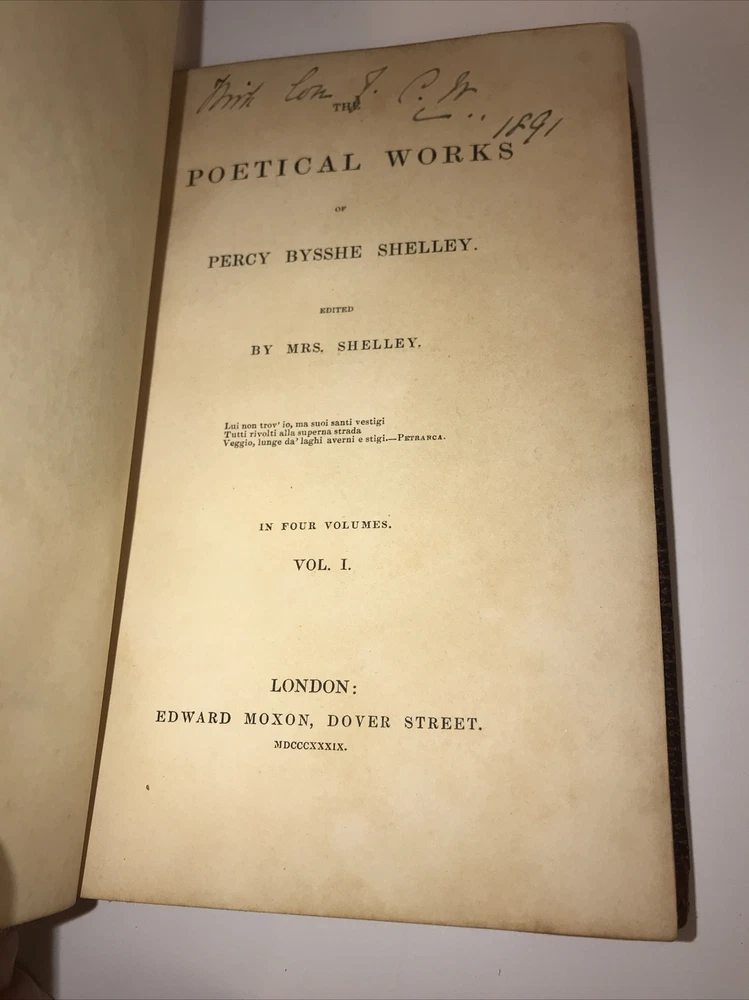 1891
THE
POETICAL WORKS
OF
PERCY BYSSHE SHELLEY.
EDITED
BY MRS. SHELLEY.
Lui non trov' io, ma suoi santi vestigi
Tutti rivolti alla superna strada
Veggio, lunge da' laghi averni e stigi.—PETRARCA.
IN FOUR VOLUMES.
VOL. I.
LONDON:
EDWARD MOXON, DOVER STREET.
MDCCCXXXIX.